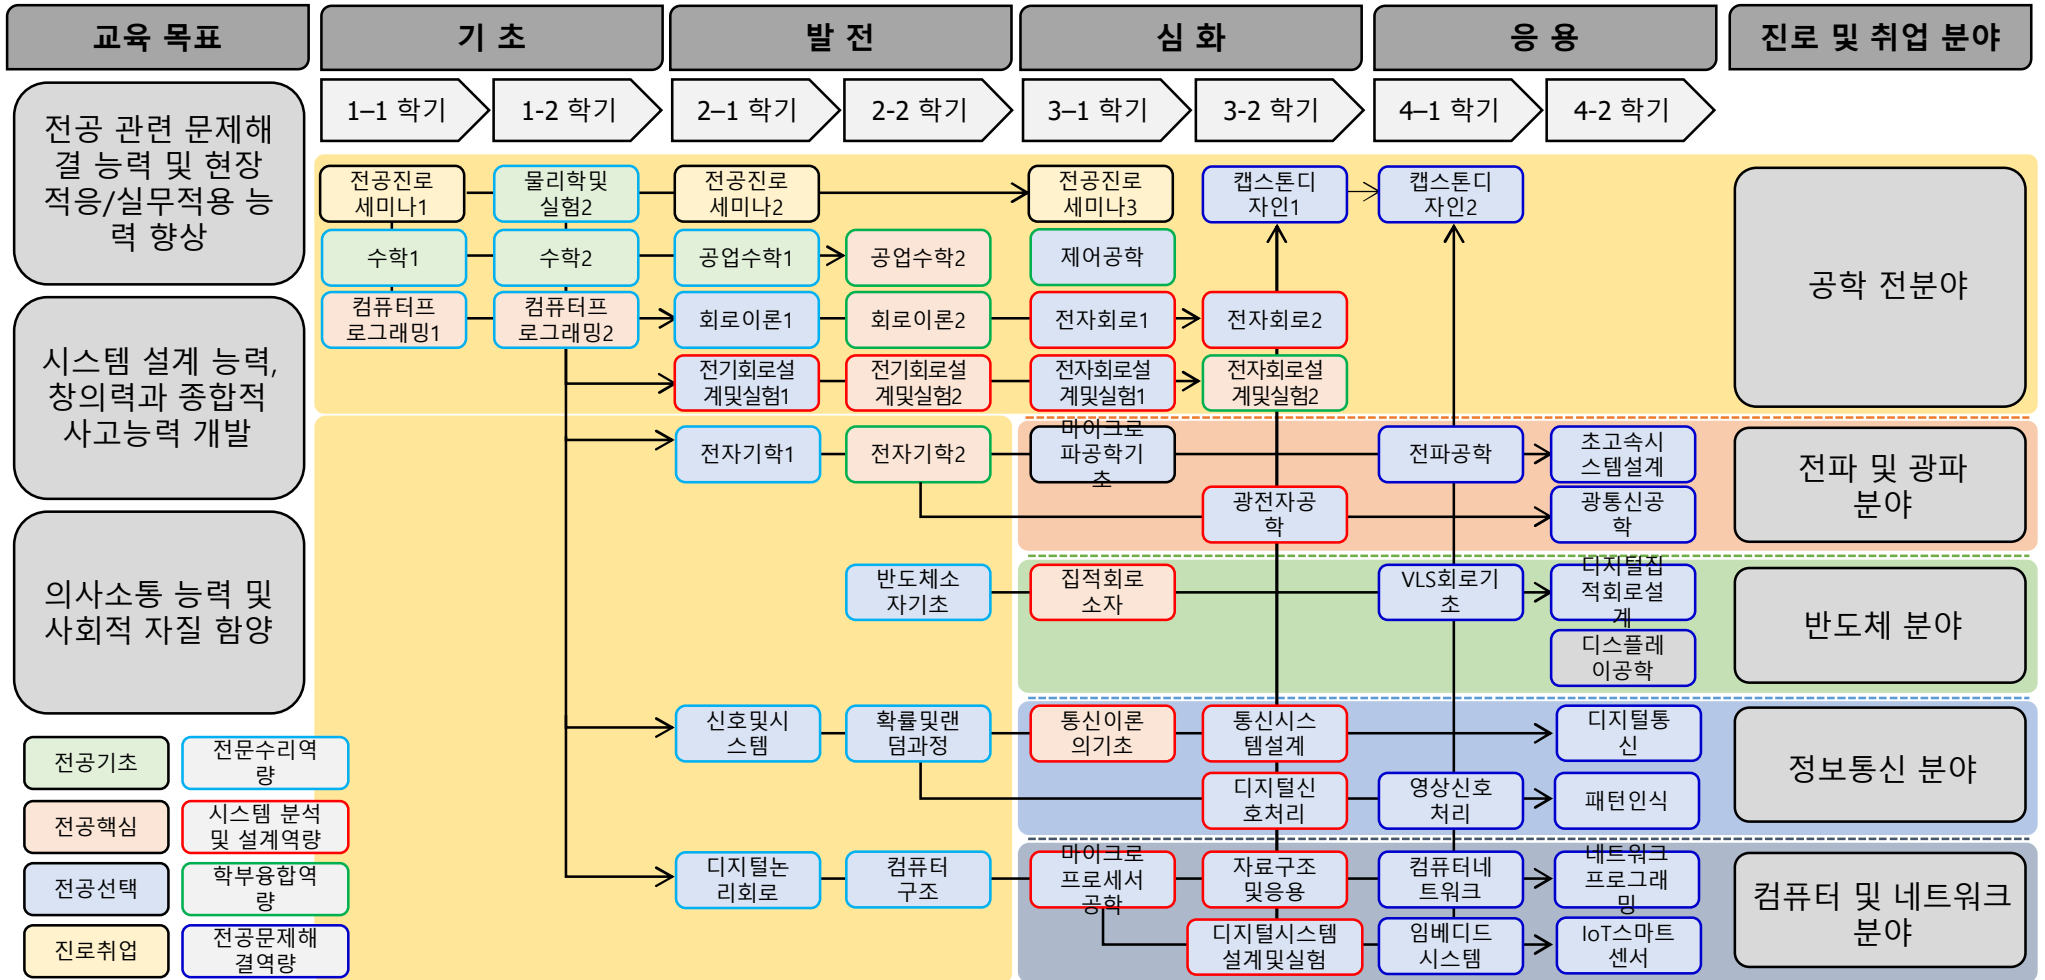 교육 목표
기 초
발 전
심 화
응 용
진로 및 취업 분야
1–1 학기
1-2 학기
2–1 학기
2-2 학기
3–1 학기
3-2 학기
4–1 학기
4-2 학기
전공 관련 문제해
결 능력 및 현장
적응/실무적용 능
력 향상
시스템 설계 능력,
창의력과 종합적
사고능력 개발
의사소통 능력 및
사회적 자질 함양
전공진로
세미나1
물리학및
실험2
전공진로
세미나2
전공진로
세미나3
캡스톤디
자인1
캡스톤디
자인2
수학1
수학2
공업수학1
공업수학2
제어공학
컴퓨터프
로그래밍1
컴퓨터프
로그래밍2
회로이론1
회로이론2
전자회로1
전자회로2
전기회로설
계및실험1
전기회로설
계및실험2
전자회로설
계및실험1
전자회로설
계및실험2
공학 전분야
전자기학1
전자기학2
마이크로
파공학기
초
전파공학
초고속시
스템설계
광전자공
학
광통신공
학
전파 및 광파
분야
반도체소
자기초
집적회로
소자
VLS회로기
초
디지털집
적회로설
계
디스플레
이공학
반도체 분야
신호및시
스템
확률및랜
덤과정
통신이론
의기초
통신시스
템설계
디지털통
신
디지털신
호처리
영상신호
처리
패턴인식
정보통신 분야
디지털논
리회로
컴퓨터
구조
마이크로
프로세서
공학
자료구조
및응용
컴퓨터네
트워크
네트워크
프로그래
밍
디지털시스템
설계및실험
임베디드
시스템
IoT스마트
센서
컴퓨터 및 네트워크
분야
전공기초
전문수리역
량
전공핵심
시스템 분석
및 설계역량
전공선택
학부융합역
량
진로취업
전공문제해
결역량